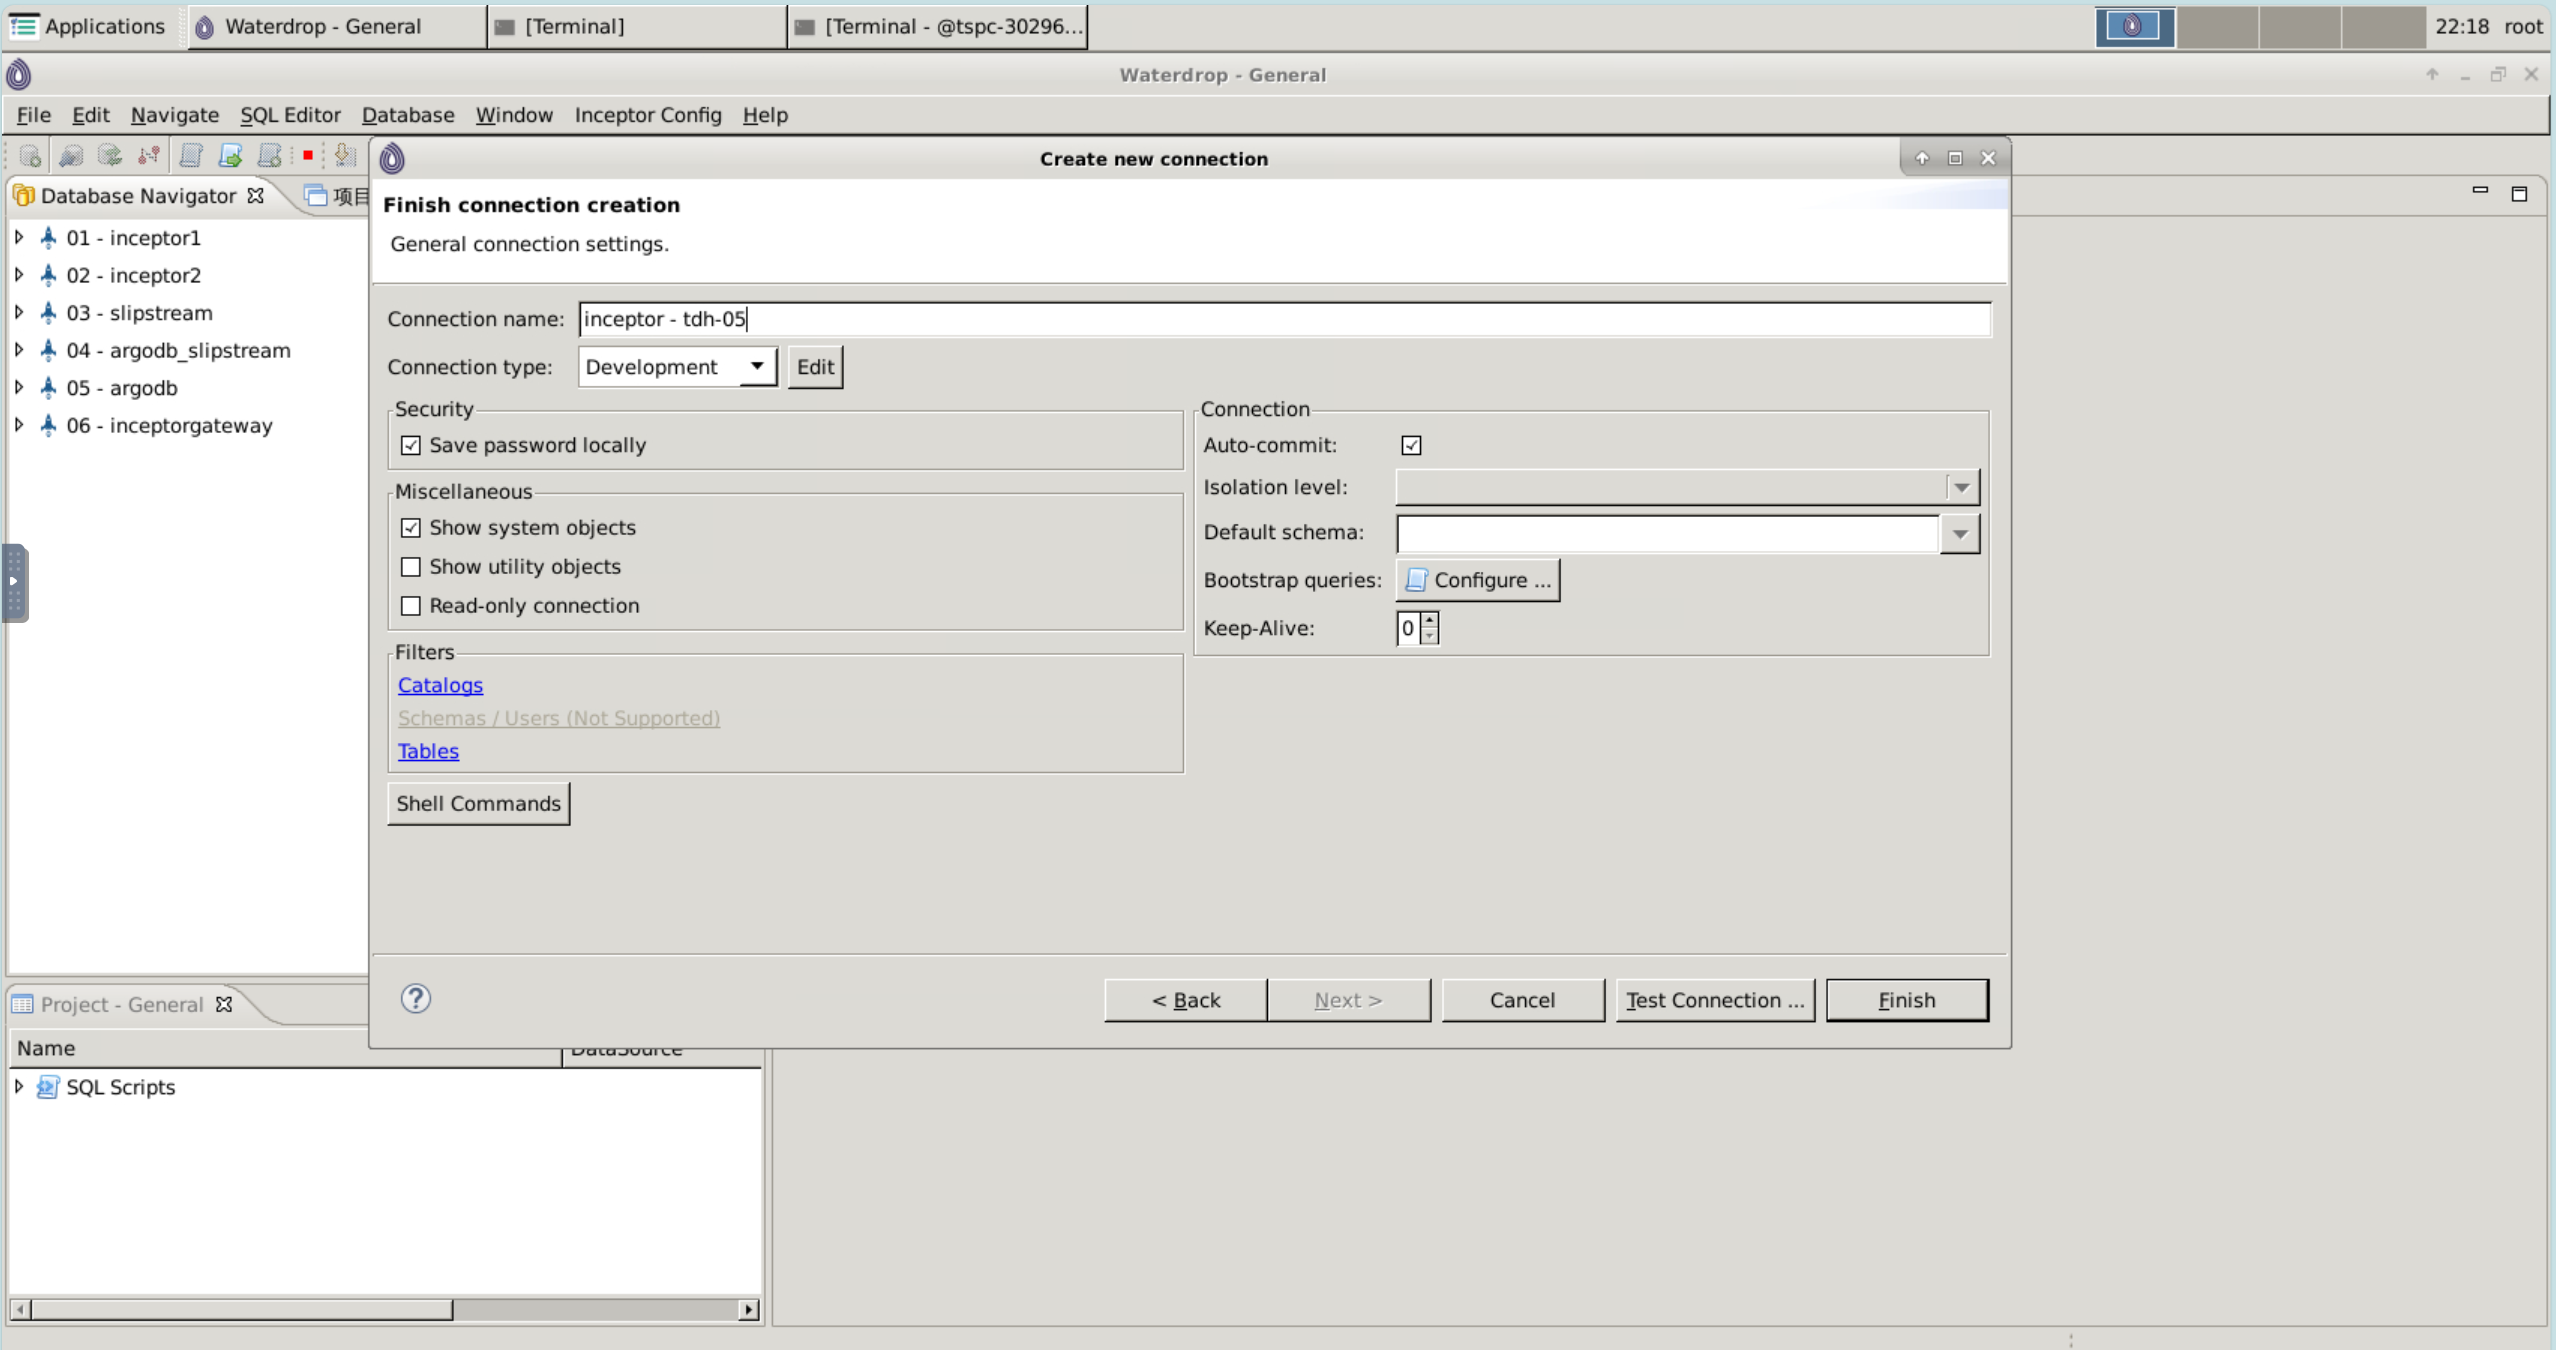 Applications
Waterdrop - General
[Terminal]
[Terminal - @tspc-30296...
22:18 root
Waterdrop - General
File Edit Navigate SQL Editor Database Window Inceptor Config Help
Create new connection
Database Navigator
项目
Finish connection creation
General connection settings.
01 - inceptor1
02 - inceptor2
03 - slipstream
04 - argodb_slipstream
05 - argodb
06 - inceptorgateway
Connection name: inceptor - tdh-05
Connection type: Development Edit
Security
Save password locally
Miscellaneous
Show system objects
Show utility objects
Read-only connection
Filters
Catalogs
Schemas / Users (Not Supported)
Tables
Shell Commands
Connection
Auto-commit:
Isolation level:
Default schema:
Bootstrap queries: Configure ...
Keep-Alive: 0
< Back Next > Cancel Test Connection ... Finish
Project - General
Name DataSource
SQL Scripts